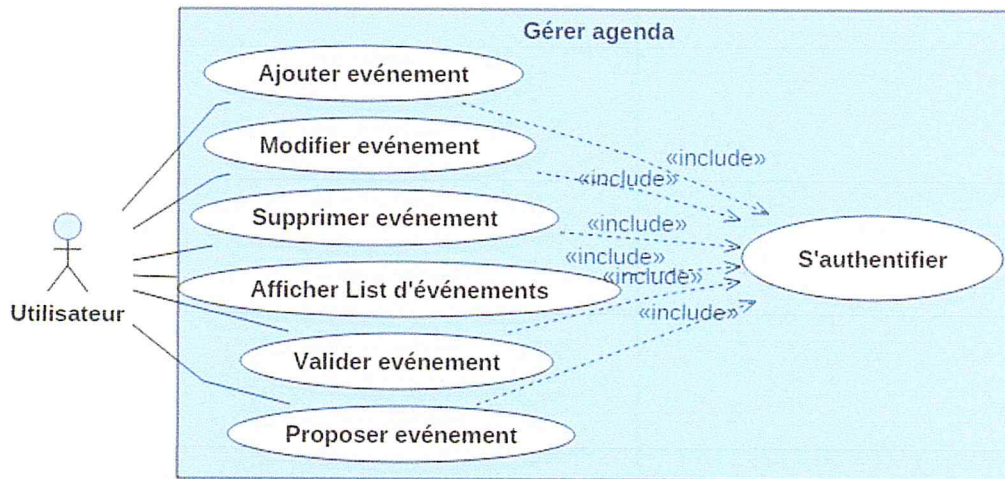 Gérer agenda
Ajouter evénement
Modifier evénement
«include»
«include»
Supprimer evénement
«include»
S'authentifier
«include»
«include»
Afficher List d'événements
Utilisateur
«include»
Valider evénement
Proposer evénement